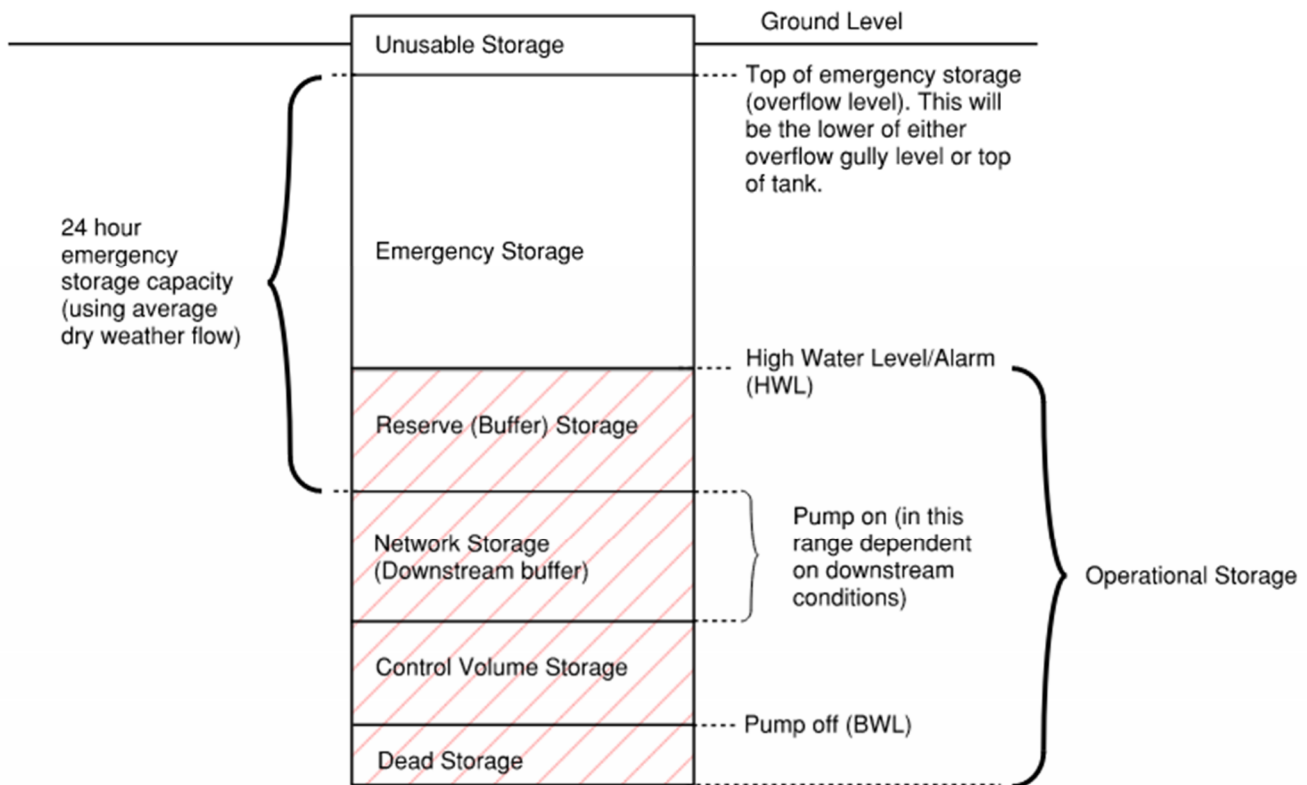 Ground Level
Unusable Storage
Top of emergency storage
(overflow level). This will
be the lower of either
overflow gully level or top
of tank.
24 hour
emergency
storage capacity
(using average
dry weather flow)
Emergency Storage
High Water Level/Alarm
(HWL)
Reserve (Buffer) Storage
Network Storage
(Downstream buffer)
Pump on (in this
range dependent
on downstream
conditions)
Operational Storage
Control Volume Storage
Pump off (BWL)
Dead Storage